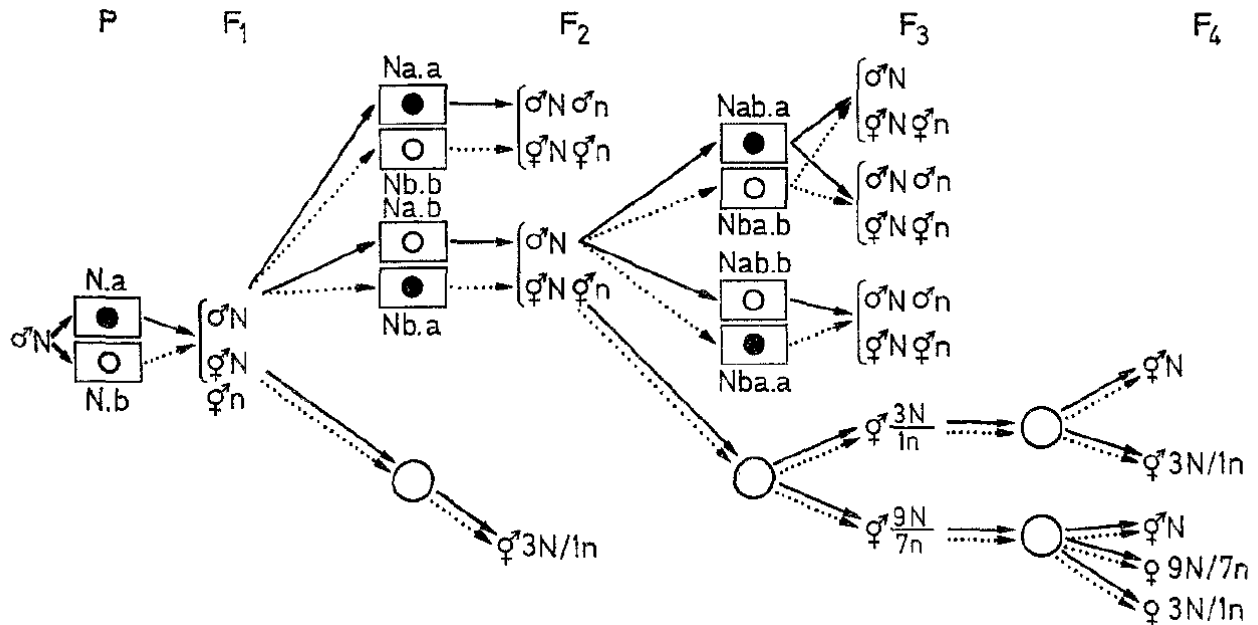 P F₁ F₂ F₃ F₄
Na.a
♂N ♂n
⚥N ⚥n
Nb.b
Na.b
♂N
⚥N ⚥n
Nb.a
N.a
♂N
N.b
♂N
⚥N
⚥n
⚥3N/1n
Nab.a
♂N
⚥N ⚥n
♂N ♂n
⚥N ⚥n
Nba.b
Nab.b
♂N ♂n
⚥N ⚥n
Nba.a
⚥ 3N
1n
⚥ 9N
7n
⚥N
⚥3N/1n
⚥N
♀ 9N/7n
♀ 3N/1n